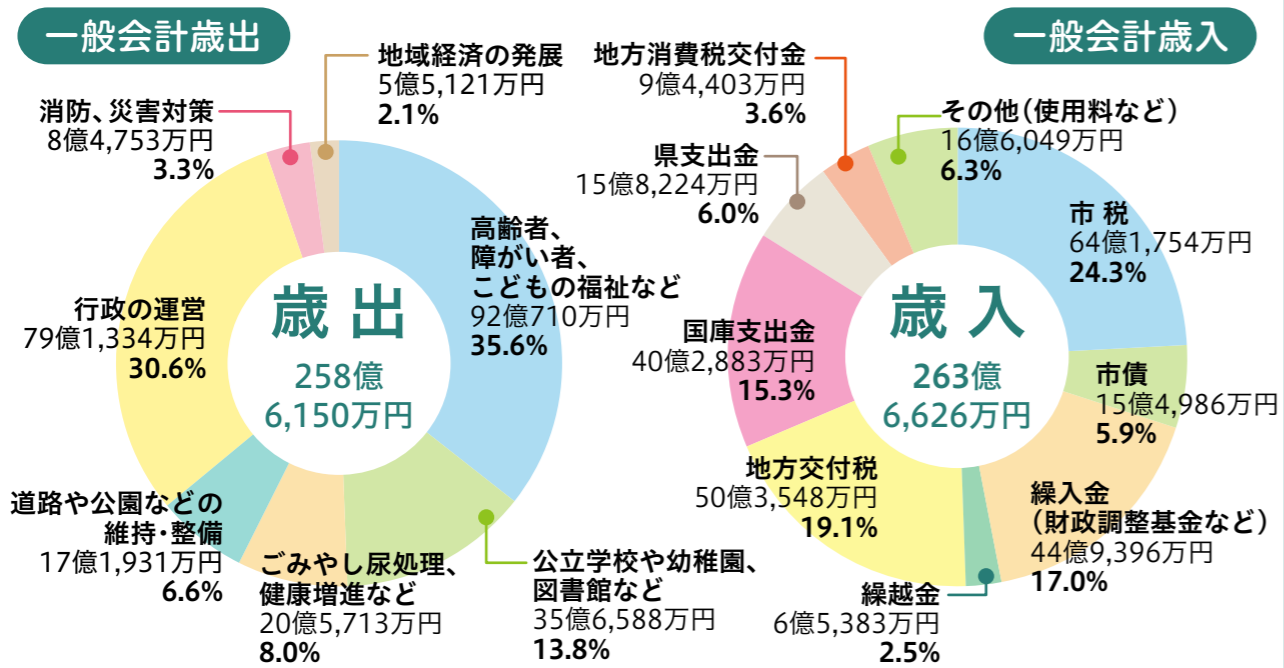 一般会計歳出
地域経済の発展
5億5,121万円
2.1%
消防、災害対策
8億4,753万円
3.3%
高齢者、
障がい者、
こどもの福祉など
92億710万円
35.6%
行政の運営
79億1,334万円
30.6%
歳出
258億
6,150万円
道路や公園などの
維持・整備
17億1,931万円
6.6%
ごみやし尿処理、
健康増進など
20億5,713万円
8.0%
公立学校や幼稚園、
図書館など
35億6,588万円
13.8%
一般会計歳入
地方消費税交付金
9億4,403万円
3.6%
その他(使用料など)
16億6,049万円
6.3%
県支出金
15億8,224万円
6.0%
市税
64億1,754万円
24.3%
国庫支出金
40億2,883万円
15.3%
歳入
263億
6,626万円
市債
15億4,986万円
5.9%
地方交付税
50億3,548万円
19.1%
繰入金
(財政調整基金など)
44億9,396万円
17.0%
繰越金
6億5,383万円
2.5%